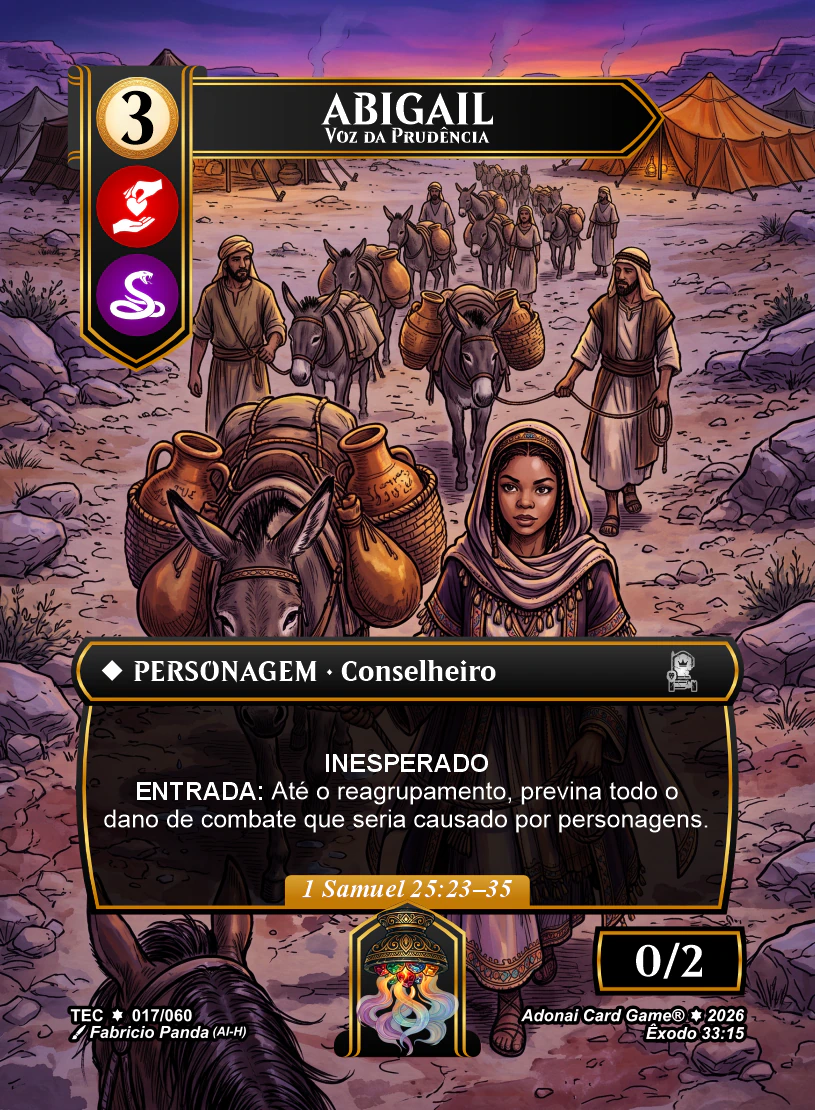 3
ABIGAIL
Voz da Prudência
PERSONAGEM · Conselheiro
INESPERADO
ENTRADA: Até o reagrupamento, previna todo o
dano de combate que seria causado por personagens.
1 Samuel 25:23–35
0/2
TEC ✶ 017/060
Fabricio Panda (AI-H)
Adonai Card Game® ✶ 2026
Êxodo 33:15